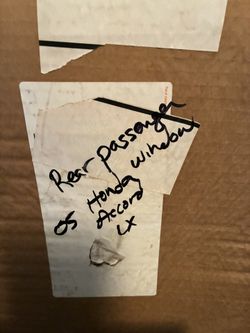 Rear passenger
window
05 Honda
Accord
LX